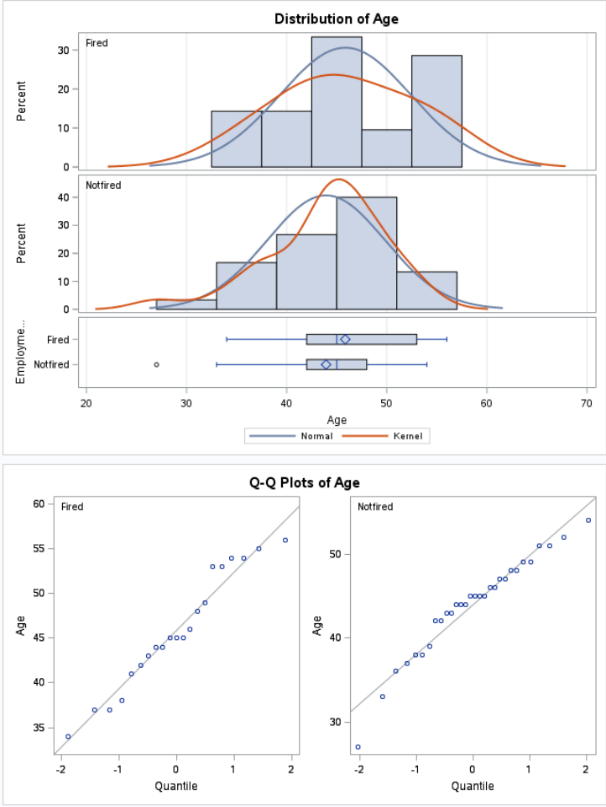 Distribution of Age
Fired
30
20
10
0
Percent
Notfired
40
30
20
10
0
Percent
Fired
Notfired
Employme...
20 30 40 50 60 70
Age
Normal Kernel
Q-Q Plots of Age
Fired
60
55
50
45
40
35
Age
-2 -1 0 1 2
Quantile
Notfired
50
40
30
Age
-2 -1 0 1 2
Quantile